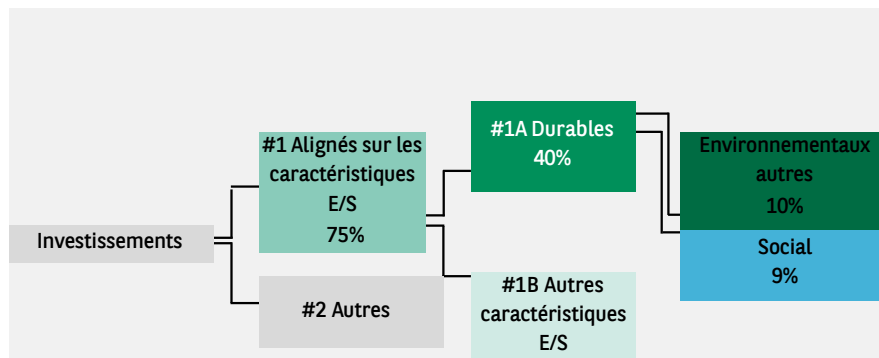 Investissements
#1 Alignés sur les
caractéristiques
E/S
75%
#2 Autres
#1A Durables
40%
#1B Autres
caractéristiques
E/S
Environnementaux
autres
10%
Social
9%